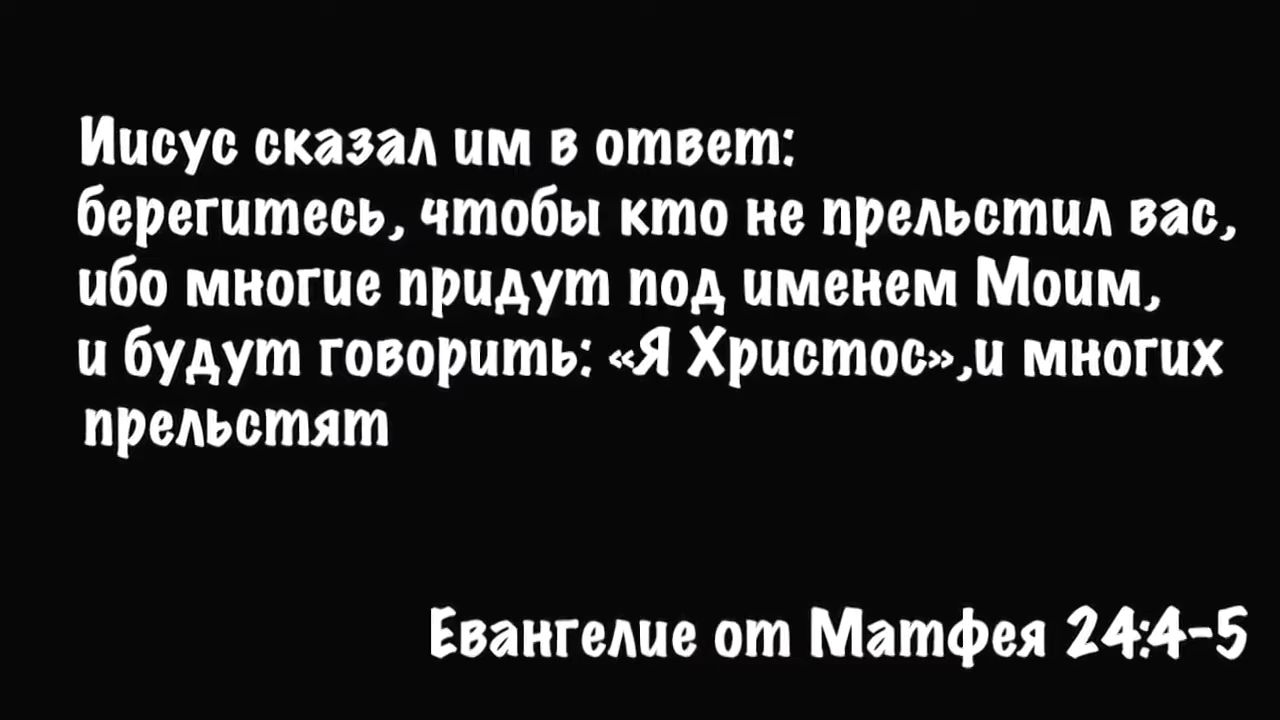 Иисус сказал им в ответ:
берегитесь, чтобы кто не прельстил вас,
ибо многие придут под именем Моим,
и будут говорить: «Я Христос»,и многих
прельстят
Евангелие от Матфея 24:4-5